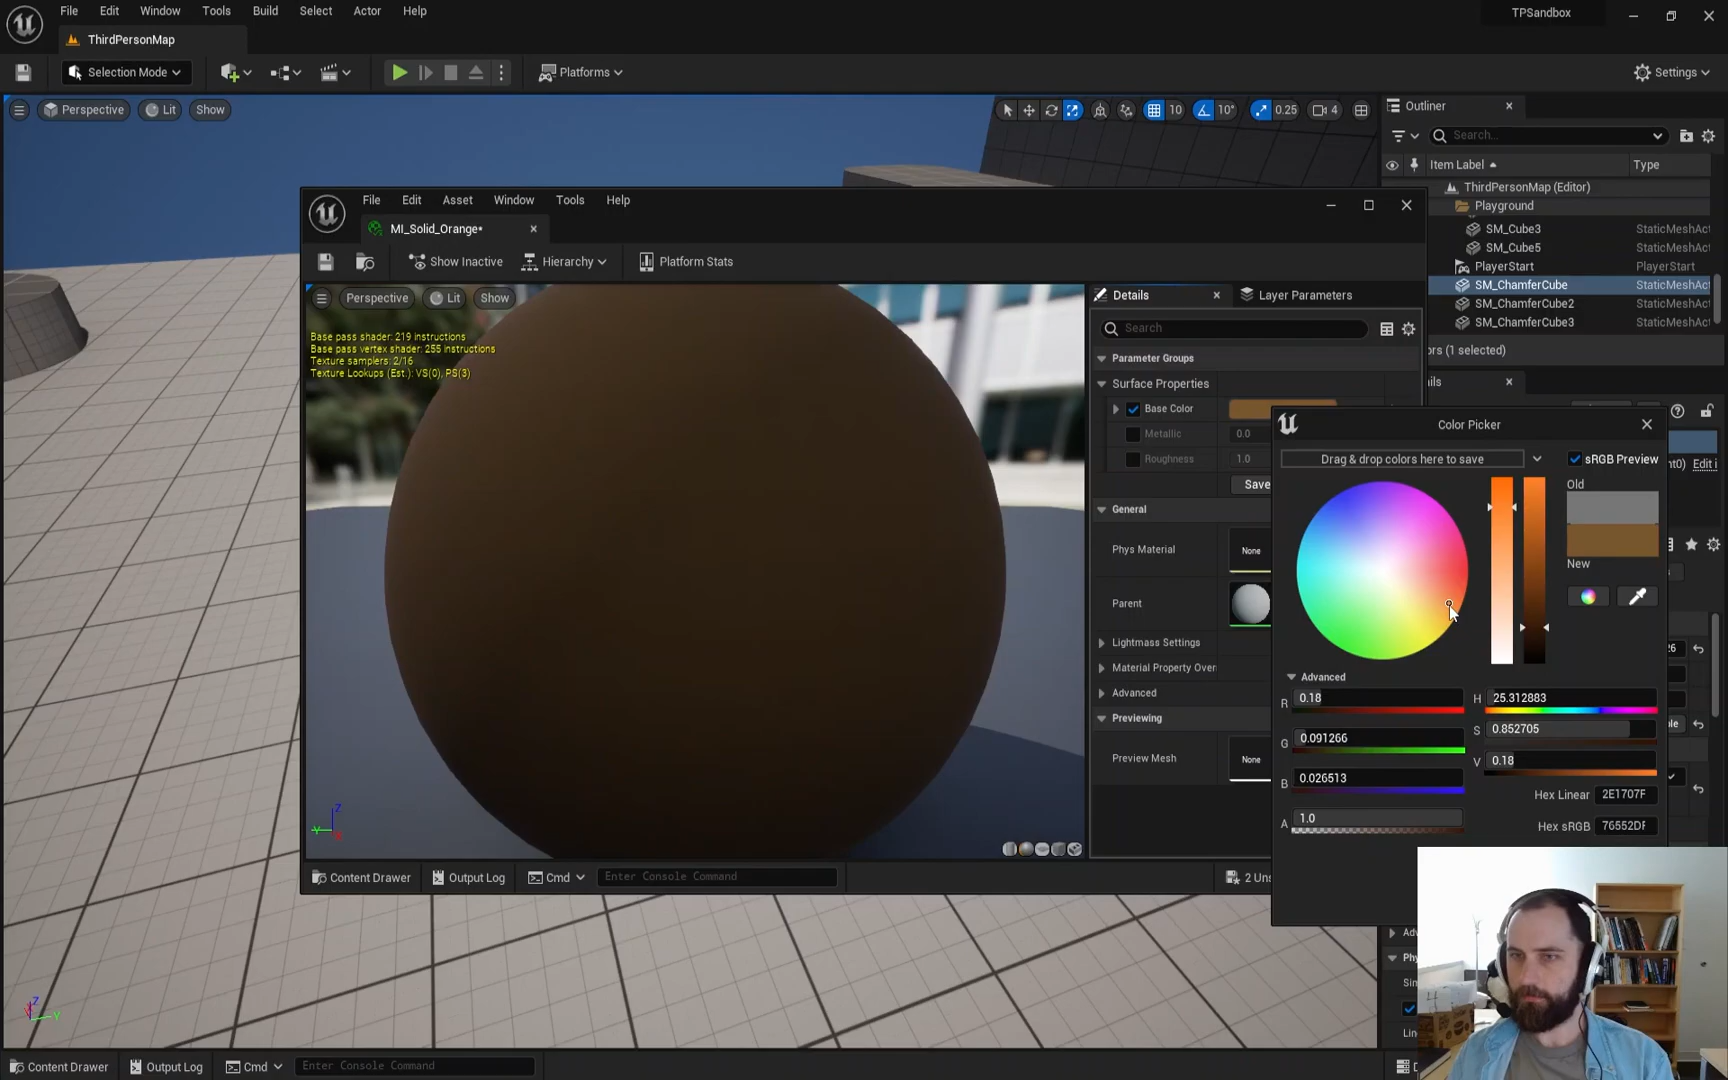 File Edit Window Tools Build Select Actor Help
TPSandbox
ThirdPersonMap
Selection Mode
Platforms
Settings
Perspective Lit Show
10 10° 0.25 4
Outliner
Search...
Item Label Type
ThirdPersonMap (Editor)
Playground
SM_Cube3 StaticMeshAct
SM_Cube5 StaticMeshAct
PlayerStart PlayerStart
SM_ChamferCube StaticMeshAct
SM_ChamferCube2 StaticMeshAct
SM_ChamferCube3 StaticMeshAct
ors (1 selected)
ils
nt0) Edit i
File Edit Asset Window Tools Help
MI_Solid_Orange*
Show Inactive Hierarchy Platform Stats
Perspective Lit Show
Base pass shader: 219 instructions
Base pass vertex shader: 255 instructions
Texture samplers: 2/16
Texture Lookups (Est.): VS(0), PS(3)
Details Layer Parameters
Search
Parameter Groups
Surface Properties
Base Color
Metallic 0.0
Roughness 1.0
Save
General
Phys Material None
Parent
Lightmass Settings
Material Property Over
Advanced
Previewing
Preview Mesh None
Color Picker
Drag & drop colors here to save
sRGB Preview
Old
New
Advanced
R 0.18
G 0.091266
B 0.026513
A 1.0
H 25.312883
S 0.852705
V 0.18
Hex Linear 2E1707F
Hex sRGB 76552DF
Z
Y
Content Drawer Output Log Cmd Enter Console Command
2 Uns
Adv
Phy
Sim
Lin
Z
Y
Content Drawer Output Log Cmd Enter Console Command